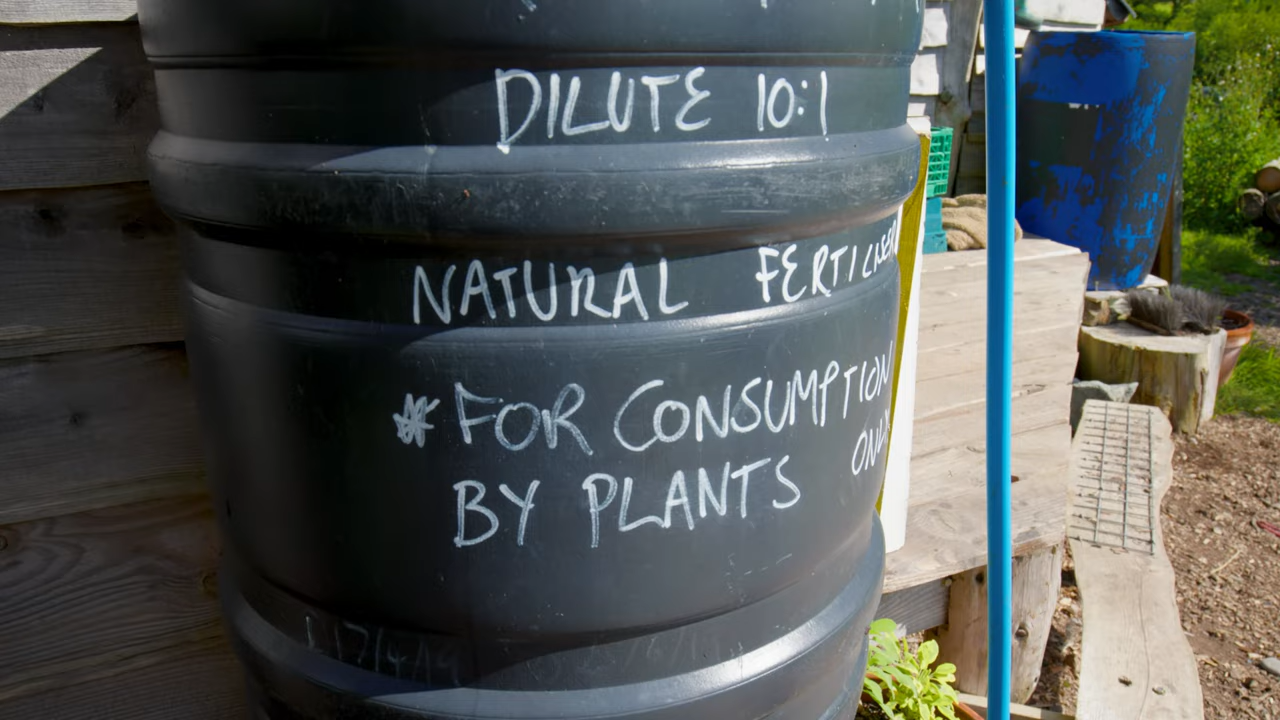 DILUTE 10:1
NATURAL FERTILISER
*FOR CONSUMPTION
BY PLANTS ONLY